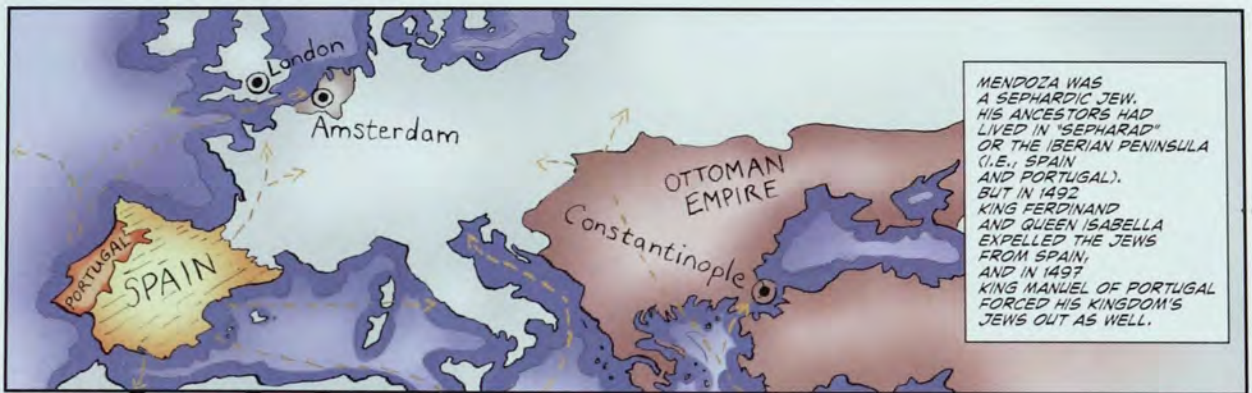 London
Amsterdam
PORTUGAL
SPAIN
OTTOMAN
EMPIRE
Constantinople
MENDOZA WAS
A SEPHARDIC JEW.
HIS ANCESTORS HAD
LIVED IN "SEPHARAD"
OR THE IBERIAN PENINSULA
(I.E., SPAIN
AND PORTUGAL).
BUT IN 1492
KING FERDINAND
AND QUEEN ISABELLA
EXPELLED THE JEWS
FROM SPAIN,
AND IN 1497
KING MANUEL OF PORTUGAL
FORCED HIS KINGDOM'S
JEWS OUT AS WELL.